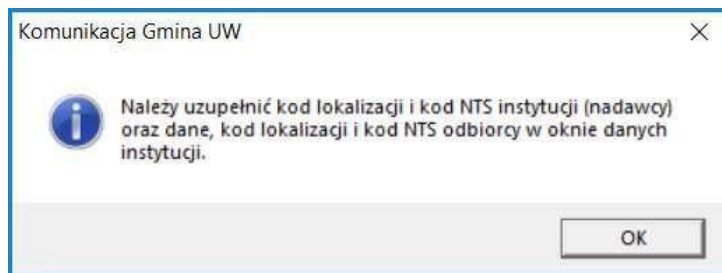 Komunikacja Gmina UW
Należy uzupełnić kod lokalizacji i kod NTS instytucji (nadawcy)
oraz dane, kod lokalizacji i kod NTS odbiorcy w oknie danych
instytucji.
OK